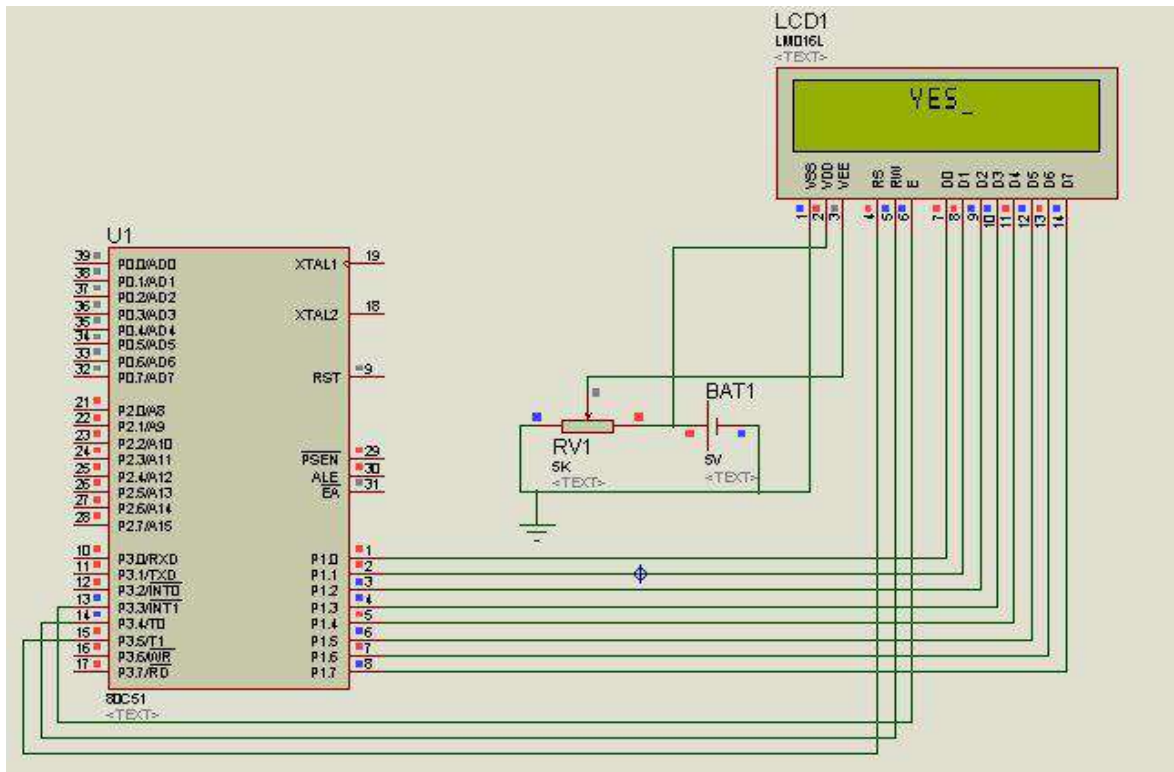 LCD1
LM016L
<TEXT>
YES_
VSS
VDD
VEE
RS
RW
E
D0
D1
D2
D3
D4
D5
D6
D7
1
2
3
4
5
6
7
8
9
10
11
12
13
14
U1
39 P0.0/AD0
38 P0.1/AD1
37 P0.2/AD2
36 P0.3/AD3
35 P0.4/AD4
34 P0.5/AD5
33 P0.6/AD6
32 P0.7/AD7
21 P2.0/A8
22 P2.1/A9
23 P2.2/A10
24 P2.3/A11
25 P2.4/A12
26 P2.5/A13
27 P2.6/A14
28 P2.7/A15
10 P3.0/RXD
11 P3.1/TXD
12 P3.2/INT0
13 P3.3/INT1
14 P3.4/T0
15 P3.5/T1
16 P3.6/WR
17 P3.7/RD
XTAL1 19
XTAL2 18
RST 9
PSEN 29
ALE 30
EA 31
P1.0 1
P1.1 2
P1.2 3
P1.3 4
P1.4 5
P1.5 6
P1.6 7
P1.7 8
80C51
<TEXT>
RV1
5K
<TEXT>
BAT1
5V
<TEXT>